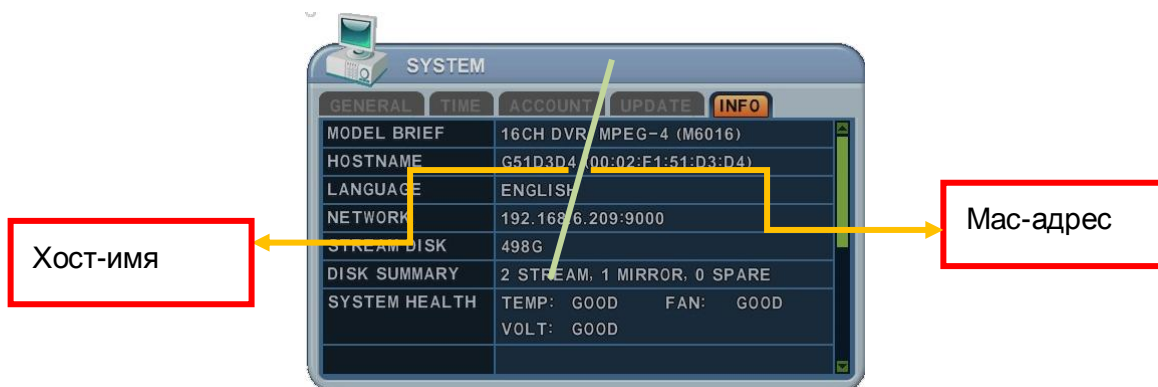 SYSTEM
GENERAL TIME ACCOUNT UPDATE INFO
MODEL BRIEF 16CH DVR, MPEG-4 (M6016)
HOSTNAME G51D3D4 (00:02:F1:51:D3:D4)
LANGUAGE ENGLISH
NETWORK 192.168.6.209:9000
STREAM DISK 498G
DISK SUMMARY 2 STREAM, 1 MIRROR, 0 SPARE
SYSTEM HEALTH TEMP: GOOD FAN: GOOD
VOLT: GOOD
Хост-имя
Мас-адрес